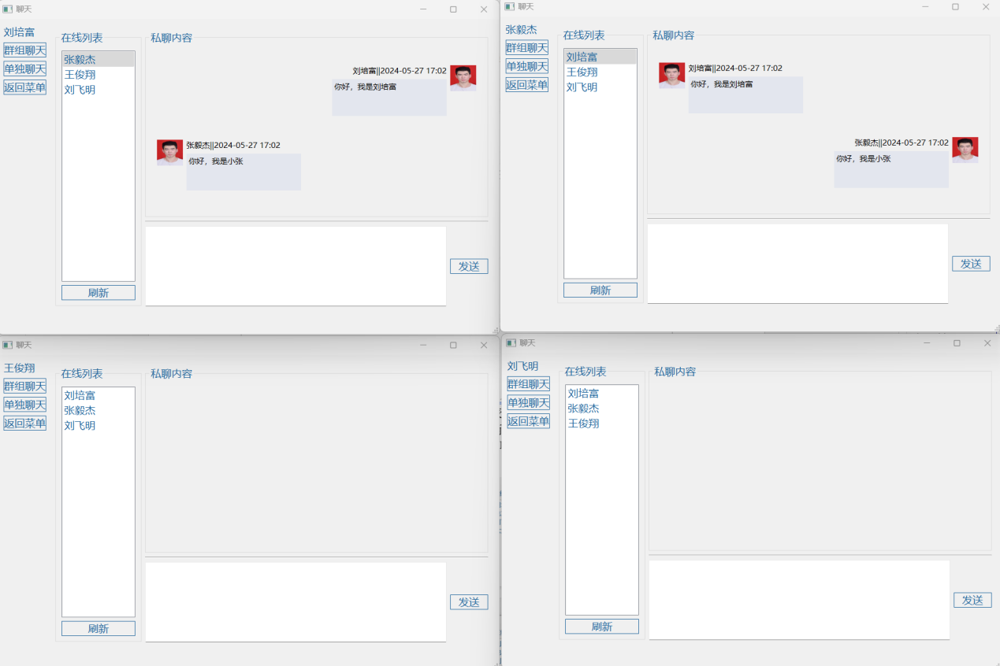 聊天
刘培富
群组聊天
单独聊天
返回菜单
在线列表
张毅杰
王俊翔
刘飞明
刷新
私聊内容
刘培富||2024-05-27 17:02
你好，我是刘培富
张毅杰||2024-05-27 17:02
你好，我是小张
发送
聊天
张毅杰
群组聊天
单独聊天
返回菜单
在线列表
刘培富
王俊翔
刘飞明
刷新
私聊内容
刘培富||2024-05-27 17:02
你好，我是刘培富
张毅杰||2024-05-27 17:02
你好，我是小张
发送
聊天
王俊翔
群组聊天
单独聊天
返回菜单
在线列表
刘培富
张毅杰
刘飞明
刷新
私聊内容
发送
聊天
刘飞明
群组聊天
单独聊天
返回菜单
在线列表
刘培富
张毅杰
王俊翔
刷新
私聊内容
发送